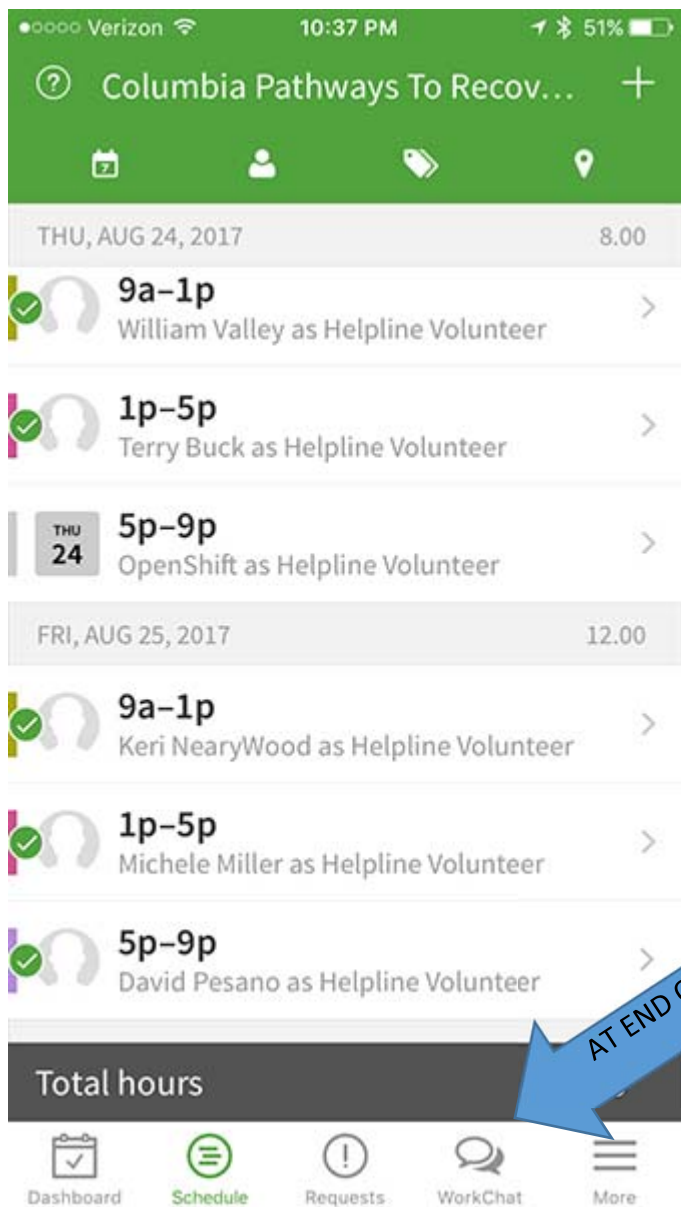 Verizon 10:37 PM 51%
Columbia Pathways To Recov...
7
THU, AUG 24, 2017 8.00
9a–1p
William Valley as Helpline Volunteer
1p–5p
Terry Buck as Helpline Volunteer
THU
24
5p–9p
OpenShift as Helpline Volunteer
FRI, AUG 25, 2017 12.00
9a–1p
Keri NearyWood as Helpline Volunteer
1p–5p
Michele Miller as Helpline Volunteer
5p–9p
David Pesano as Helpline Volunteer
AT END
Total hours
Dashboard Schedule Requests WorkChat More